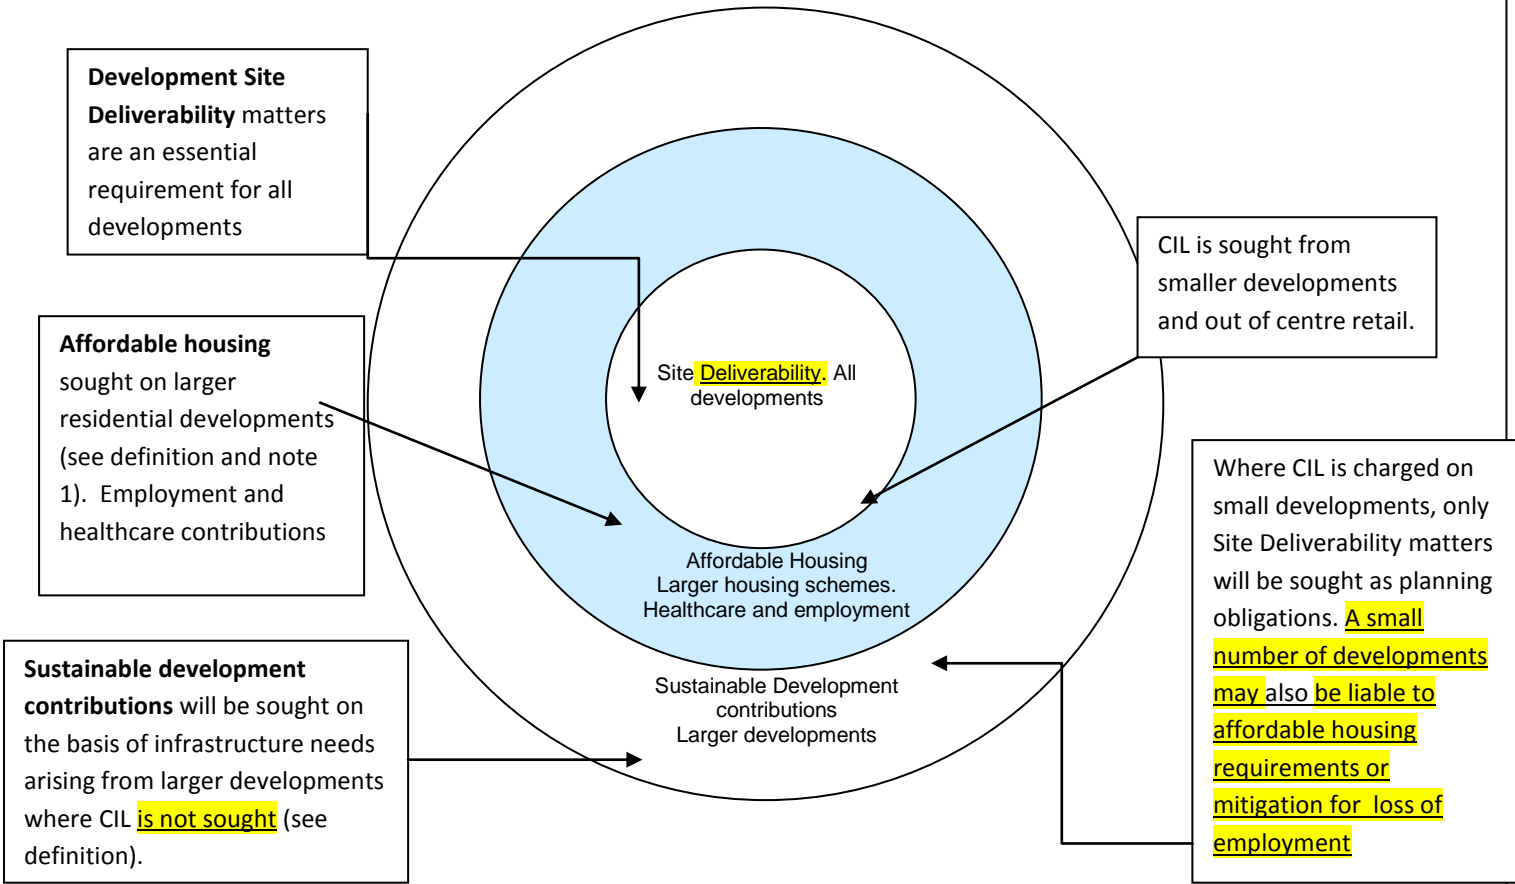 Development Site
Deliverability matters
are an essential
requirement for all
developments
CIL is sought from
smaller developments
and out of centre retail.
Affordable housing
sought on larger
residential developments
(see definition and note
1).  Employment and
healthcare contributions
Site Deliverability. All
developments
Where CIL is charged on
small developments, only
Site Deliverability matters
will be sought as planning
obligations. A small
number of developments
may also be liable to
affordable housing
requirements or
mitigation for  loss of
employment
Affordable Housing
Larger housing schemes.
Healthcare and employment
Sustainable development
contributions will be sought on
the basis of infrastructure needs
arising from larger developments
where CIL is not sought (see
definition).
Sustainable Development
contributions
Larger developments